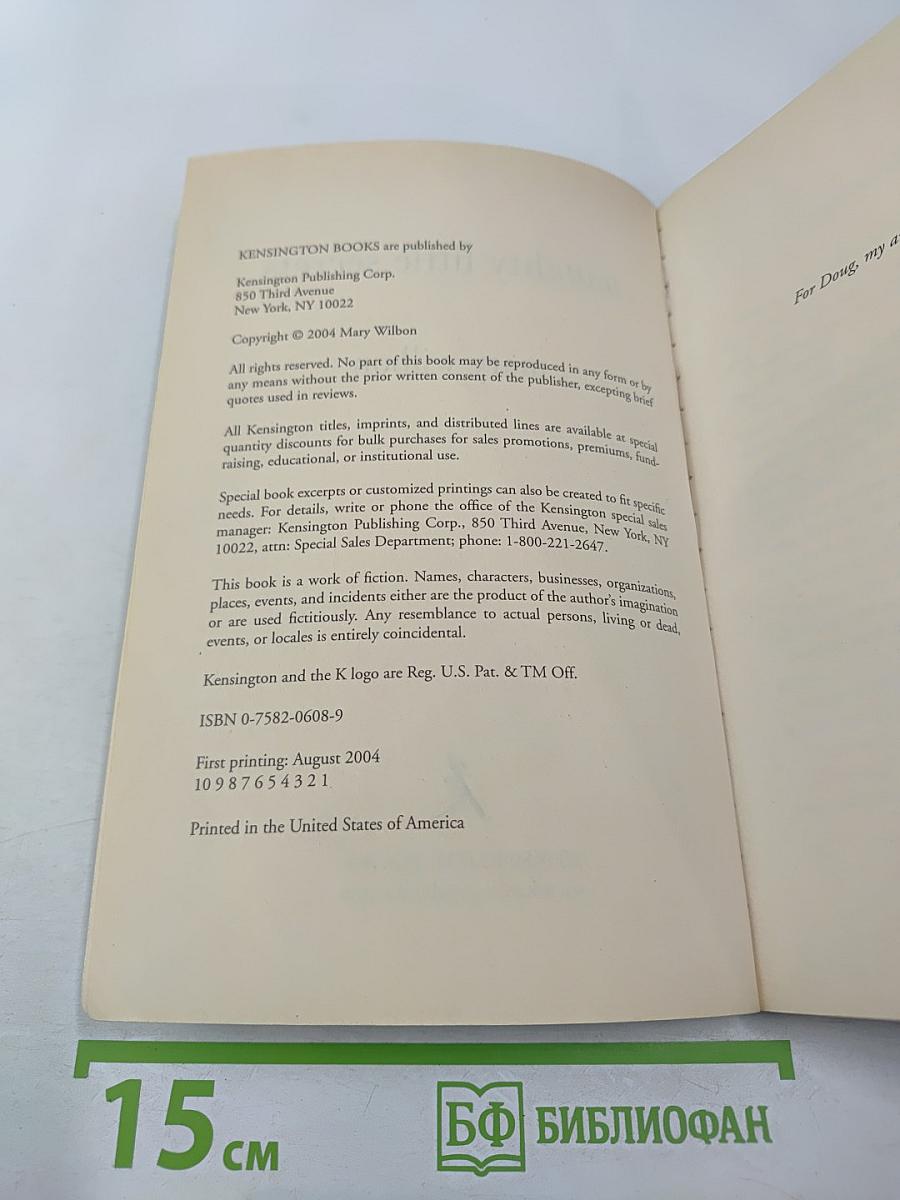 KENSINGTON BOOKS are published by
Kensington Publishing Corp.
850 Third Avenue
New York, NY 10022
Copyright © 2004 Mary Wilbon
All rights reserved. No part of this book may be reproduced in any form or by
any means without the prior written consent of the publisher, excepting brief
quotes used in reviews.
All Kensington titles, imprints, and distributed lines are available at special
quantity discounts for bulk purchases for sales promotions, premiums, fund-
raising, educational, or institutional use.
Special book excerpts or customized printings can also be created to fit specific
needs. For details, write or phone the office of the Kensington special sales
manager: Kensington Publishing Corp., 850 Third Avenue, New York, NY
10022, attn: Special Sales Department; phone: 1-800-221-2647.
This book is a work of fiction. Names, characters, businesses, organizations,
places, events, and incidents either are the product of the author's imagination
or are used fictitiously. Any resemblance to actual persons, living or dead,
events, or locales is entirely coincidental.
Kensington and the K logo are Reg. U.S. Pat. & TM Off.
ISBN 0-7582-0608-9
First printing: August 2004
10 9 8 7 6 5 4 3 2 1
Printed in the United States of America
For Doug, my
15 см
БФ БИБЛИОФАН